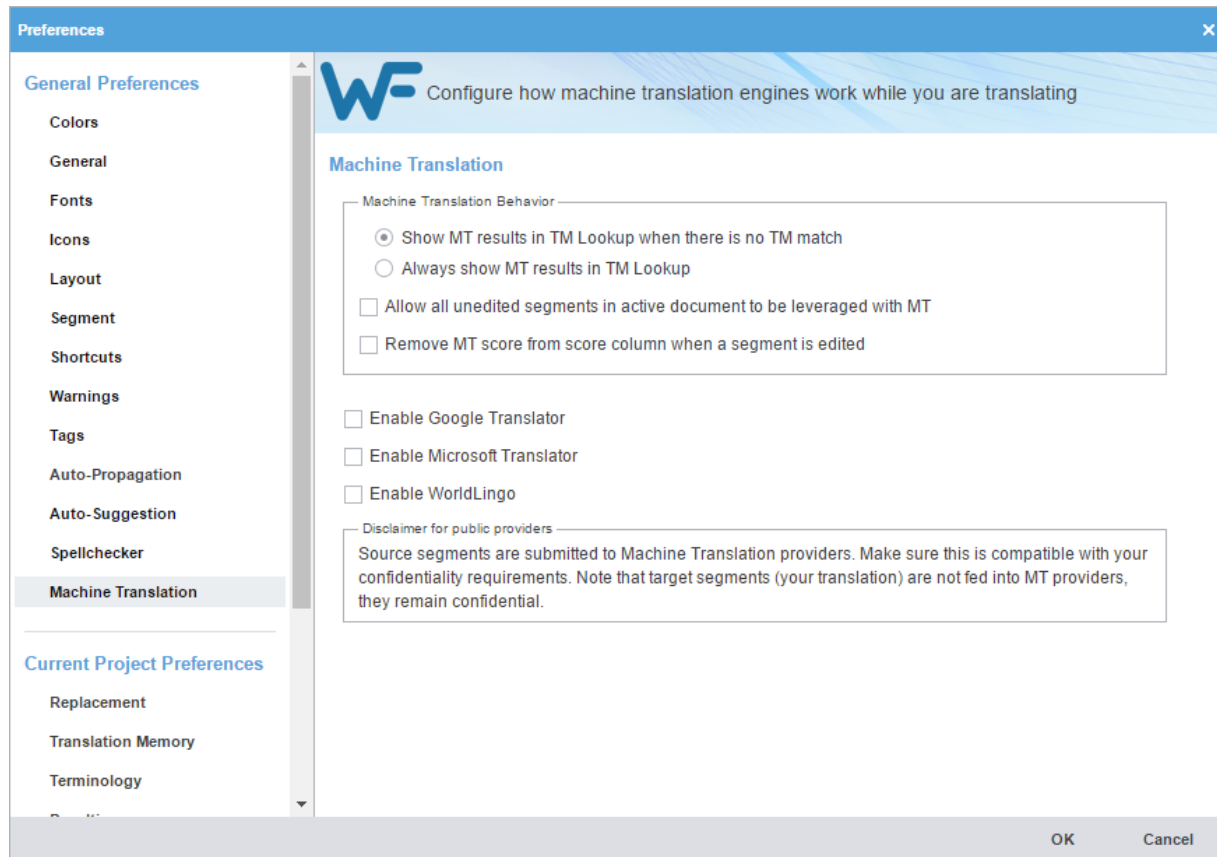 Preferences
General Preferences
Colors
General
Fonts
Icons
Layout
Segment
Shortcuts
Warnings
Tags
Auto-Propagation
Auto-Suggestion
Spellchecker
Machine Translation
Current Project Preferences
Replacement
Translation Memory
Terminology
WF
Configure how machine translation engines work while you are translating
Machine Translation
Machine Translation Behavior
Show MT results in TM Lookup when there is no TM match
Always show MT results in TM Lookup
Allow all unedited segments in active document to be leveraged with MT
Remove MT score from score column when a segment is edited
Enable Google Translator
Enable Microsoft Translator
Enable WorldLingo
Disclaimer for public providers
Source segments are submitted to Machine Translation providers. Make sure this is compatible with your
confidentiality requirements. Note that target segments (your translation) are not fed into MT providers,
they remain confidential.
OK
Cancel